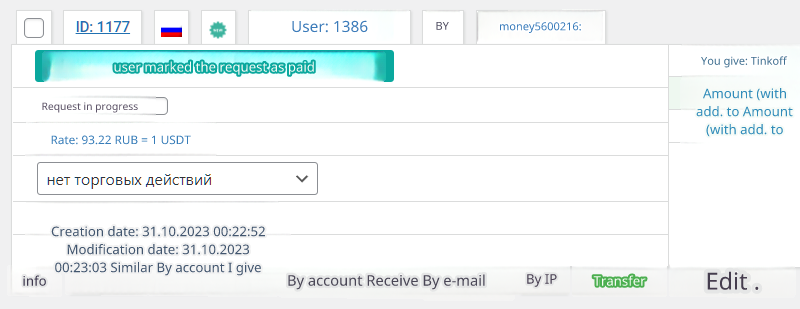 ID: 1177
User: 1386
BY
money5600216:
user marked the request as paid
You give: Tinkoff
Request in progress
Amount (with
add. to Amount
(with add. to
Rate: 93.22 RUB = 1 USDT
нет торговых действий
Creation date: 31.10.2023 00:22:52
Modification date: 31.10.2023
00:23:03 Similar By account I give
info
By account Receive By e-mail
By IP
Transfer
Edit .